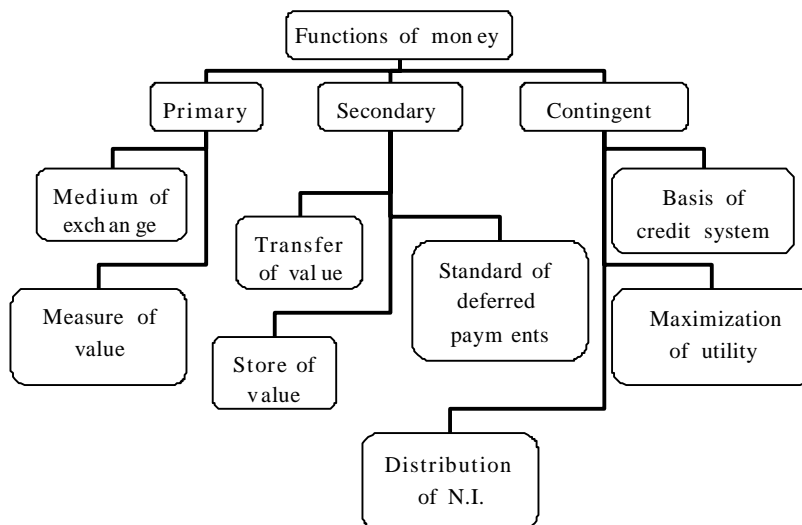 Functions of money
Primary
Secondary
Contingent
Medium of
exchange
Basis of
credit system
Transfer
of value
Standard of
deferred
payments
Measure of
value
Maximization
of utility
Store of
value
Distribution
of N.I.